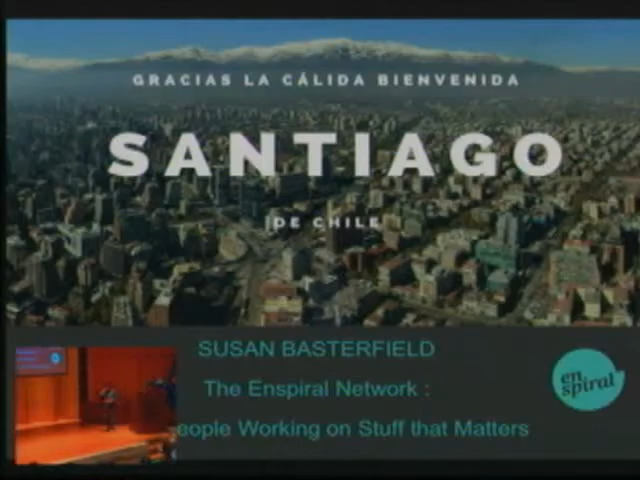 GRACIAS LA CÁLIDA BIENVENIDA
SANTIAGO
DE CHILE
SUSAN BASTERFIELD
The Enspiral Network :
eople Working on Stuff that Matters
en
spiral